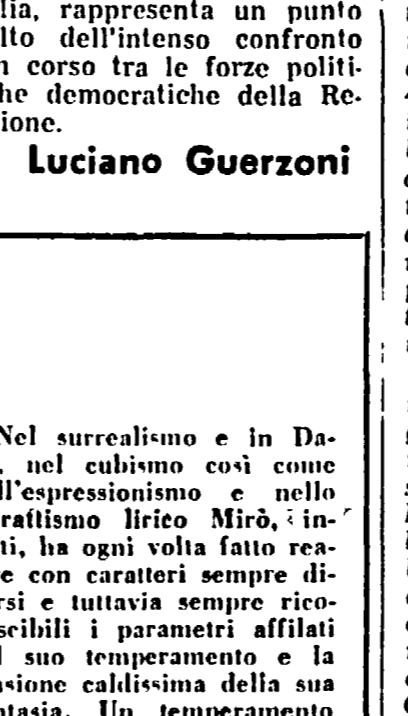 lia, rappresenta un punto
lto dell'intenso confronto
n corso tra le forze politi-
he democratiche della Re-
ione.
Luciano Guerzoni
Nel surrealismo e in Da-
, nel cubismo così come
ll'espressionismo e nello
rattismo lirico Mirò, in-
ti, ha ogni volta fatto rea-
e con caratteri sempre di-
rsi e tuttavia sempre rico-
scibili i parametri affilati
l suo temperamento e la
nsione caldissima della sua
ntasia. Un temperamento